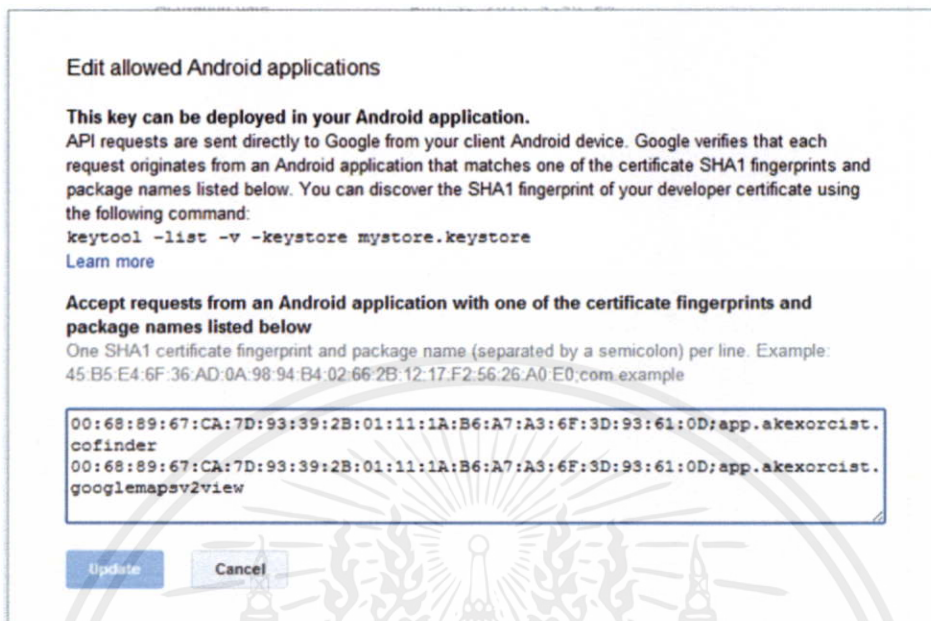 Edit allowed Android applications
This key can be deployed in your Android application.
API requests are sent directly to Google from your client Android device. Google verifies that each
request originates from an Android application that matches one of the certificate SHA1 fingerprints and
package names listed below. You can discover the SHA1 fingerprint of your developer certificate using
the following command:
keytool -list -v -keystore mystore.keystore
Learn more
Accept requests from an Android application with one of the certificate fingerprints and
package names listed below
One SHA1 certificate fingerprint and package name (separated by a semicolon) per line. Example:
45:B5:E4:6F:36:AD:0A:98:94:B4:02:66:2B:12:17:F2:56:26:A0:E0;com.example
00:68:89:67:CA:7D:93:39:2B:01:11:1A:B6:A7:A3:6F:3D:93:61:0D;app.akexorcist.
cofinder
00:68:89:67:CA:7D:93:39:2B:01:11:1A:B6:A7:A3:6F:3D:93:61:0D;app.akexorcist.
googlemapsv2view
Update
Cancel